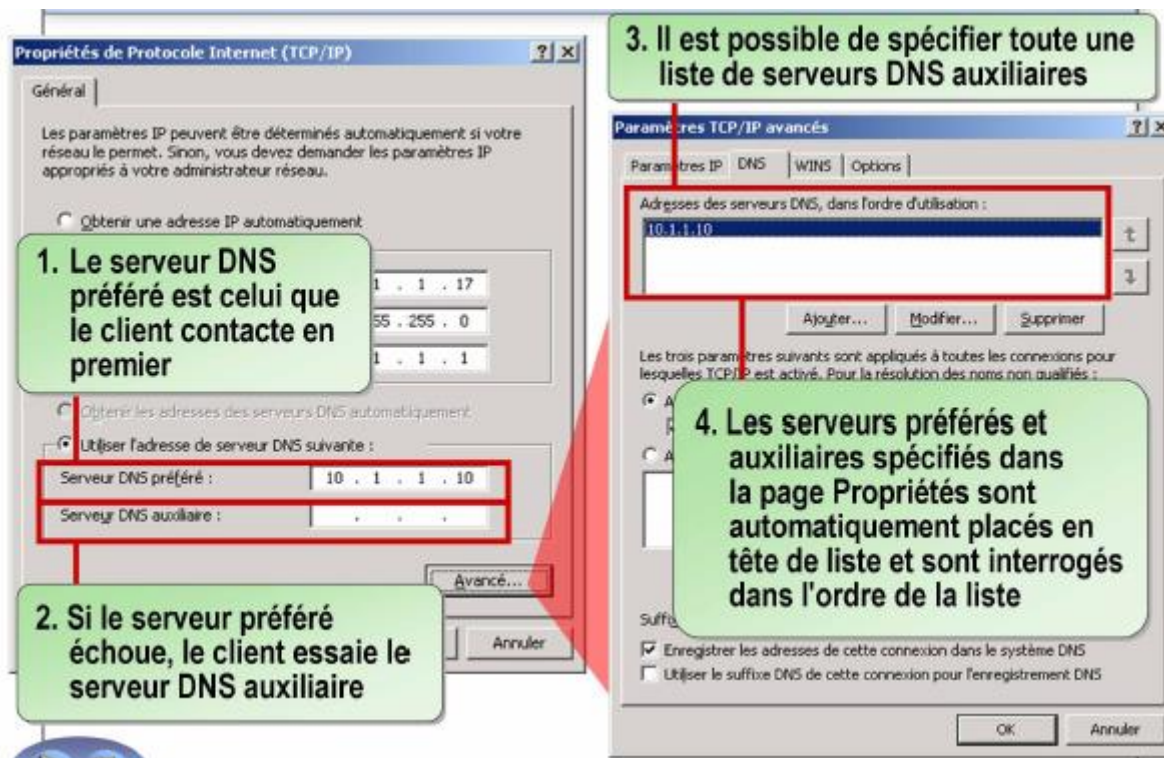 Propriétés de Protocole Internet (TCP/IP)
Général
Les paramètres IP peuvent être déterminés automatiquement si votre
réseau le permet. Sinon, vous devez demander les paramètres IP
appropriés à votre administrateur réseau.
Obtenir une adresse IP automatiquement
1. Le serveur DNS
préféré est celui que
le client contacte en
premier
1 . 1 . 17
55 . 255 . 0
1 . 1 . 1
Obtenir les adresses des serveurs DNS automatiquement
Utiliser l'adresse de serveur DNS suivante :
Serveur DNS préféré : 10 . 1 . 1 . 10
Serveur DNS auxiliaire : . . .
Avancé...
2. Si le serveur préféré
échoue, le client essaie le
serveur DNS auxiliaire
Annuler
3. Il est possible de spécifier toute une
liste de serveurs DNS auxiliaires
Paramètres TCP/IP avancés
Paramètres IP DNS WINS Options
Adresses des serveurs DNS, dans l'ordre d'utilisation :
10.1.1.10
Ajouter... Modifier... Supprimer
Les trois paramètres suivants sont appliqués à toutes les connexions pour
lesquelles TCP/IP est activé. Pour la résolution des noms non qualifiés :
A
A
4. Les serveurs préférés et
auxiliaires spécifiés dans
la page Propriétés sont
automatiquement placés en
tête de liste et sont interrogés
dans l'ordre de la liste
Enregistrer les adresses de cette connexion dans le système DNS
Utiliser le suffixe DNS de cette connexion pour l'enregistrement DNS
OK Annuler